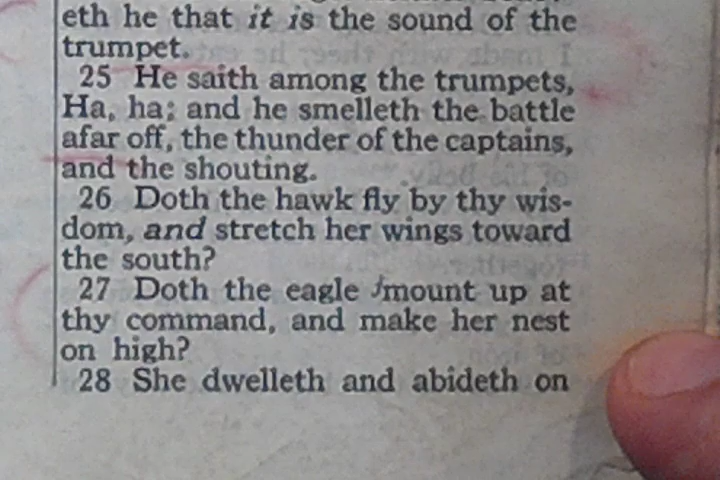 eth he that it is the sound of the
trumpet.
25 He saith among the trumpets,
Ha, ha; and he smelleth the battle
afar off, the thunder of the captains,
and the shouting.
26 Doth the hawk fly by thy wis-
dom, and stretch her wings toward
the south?
27 Doth the eagle fmount up at
thy command, and make her nest
on high?
28 She dwelleth and abideth on